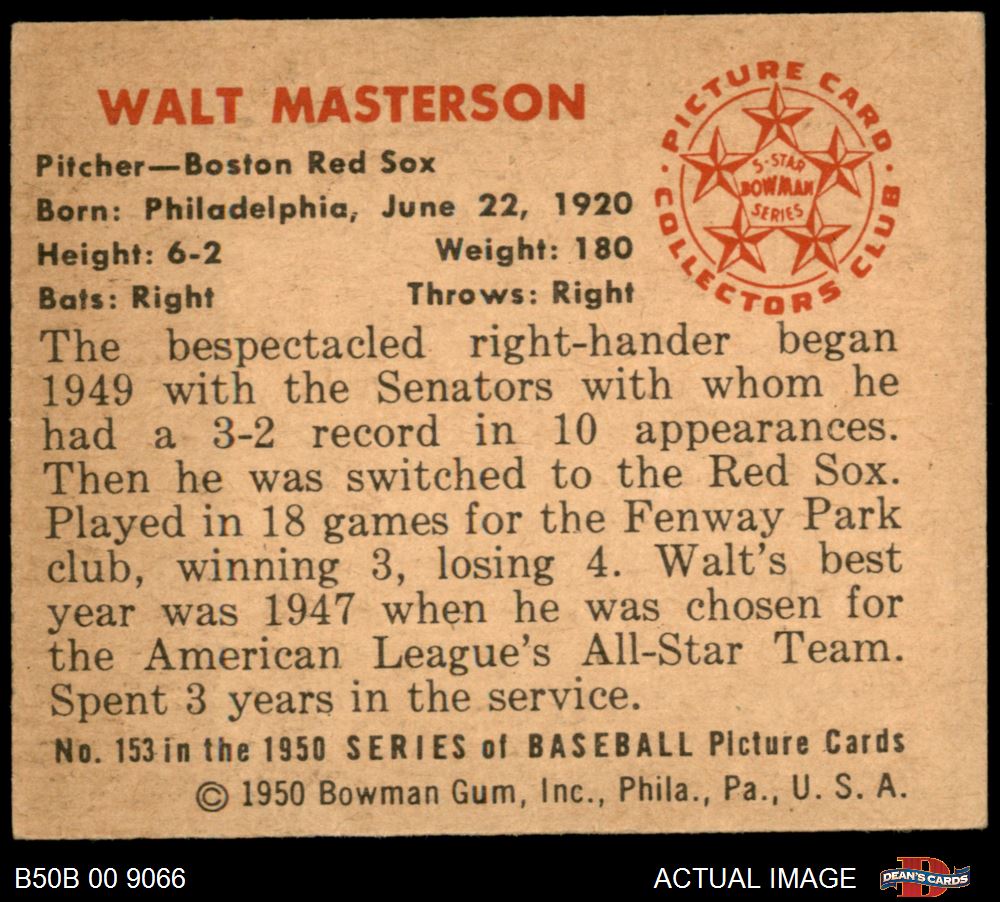 WALT MASTERSON
Pitcher—Boston Red Sox
Born: Philadelphia, June 22, 1920
Height: 6-2 Weight: 180
Bats: Right Throws: Right
· PICTURE CARD ·
COLLECTORS CLUB
5-STAR
BOWMAN
SERIES
The bespectacled right-hander began
1949 with the Senators with whom he
had a 3-2 record in 10 appearances.
Then he was switched to the Red Sox.
Played in 18 games for the Fenway Park
club, winning 3, losing 4. Walt's best
year was 1947 when he was chosen for
the American League's All-Star Team.
Spent 3 years in the service.
No. 153 in the 1950 SERIES of BASEBALL Picture Cards
© 1950 Bowman Gum, Inc., Phila., Pa., U. S. A.
B50B 00 9066
ACTUAL IMAGE
DEAN'S CARDS